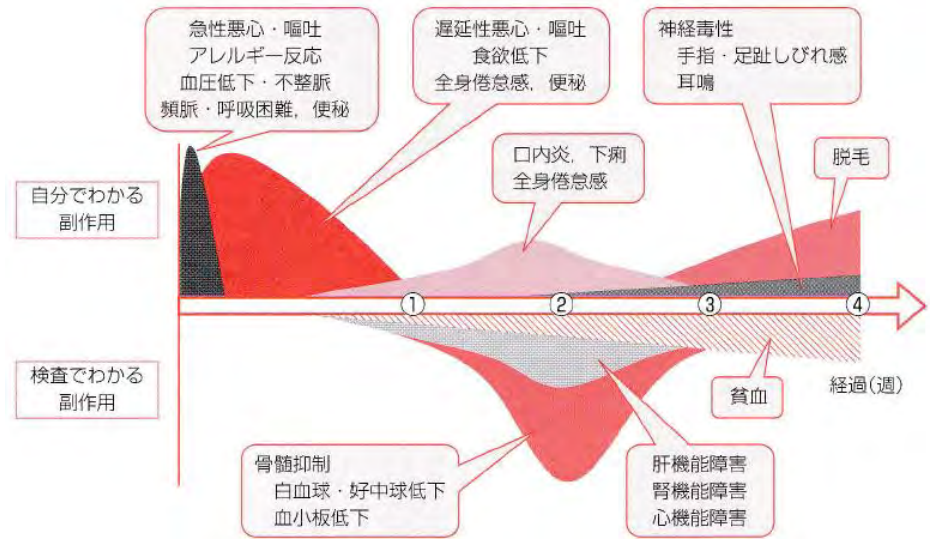 急性悪心・嘔吐
アレルギー反応
血圧低下・不整脈
頻脈・呼吸困難，便秘
遅延性悪心・嘔吐
食欲低下
全身倦怠感，便秘
神経毒性
手指・足趾しびれ感
耳鳴
口内炎，下痢
全身倦怠感
脱毛
自分でわかる
副作用
① ② ③ ④
検査でわかる
副作用
貧血
経過(週)
骨髄抑制
白血球・好中球低下
血小板低下
肝機能障害
腎機能障害
心機能障害